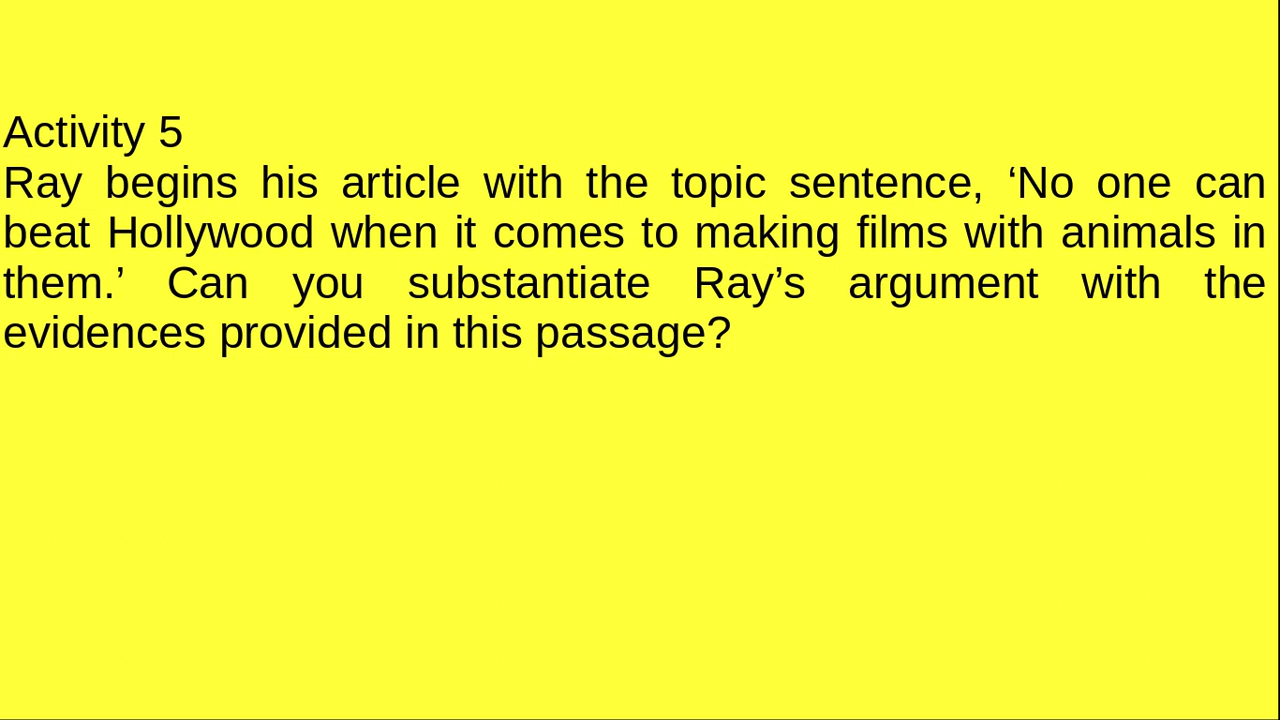 Activity 5
Ray begins his article with the topic sentence, ‘No one can
beat Hollywood when it comes to making films with animals in
them.’ Can you substantiate Ray’s argument with the
evidences provided in this passage?